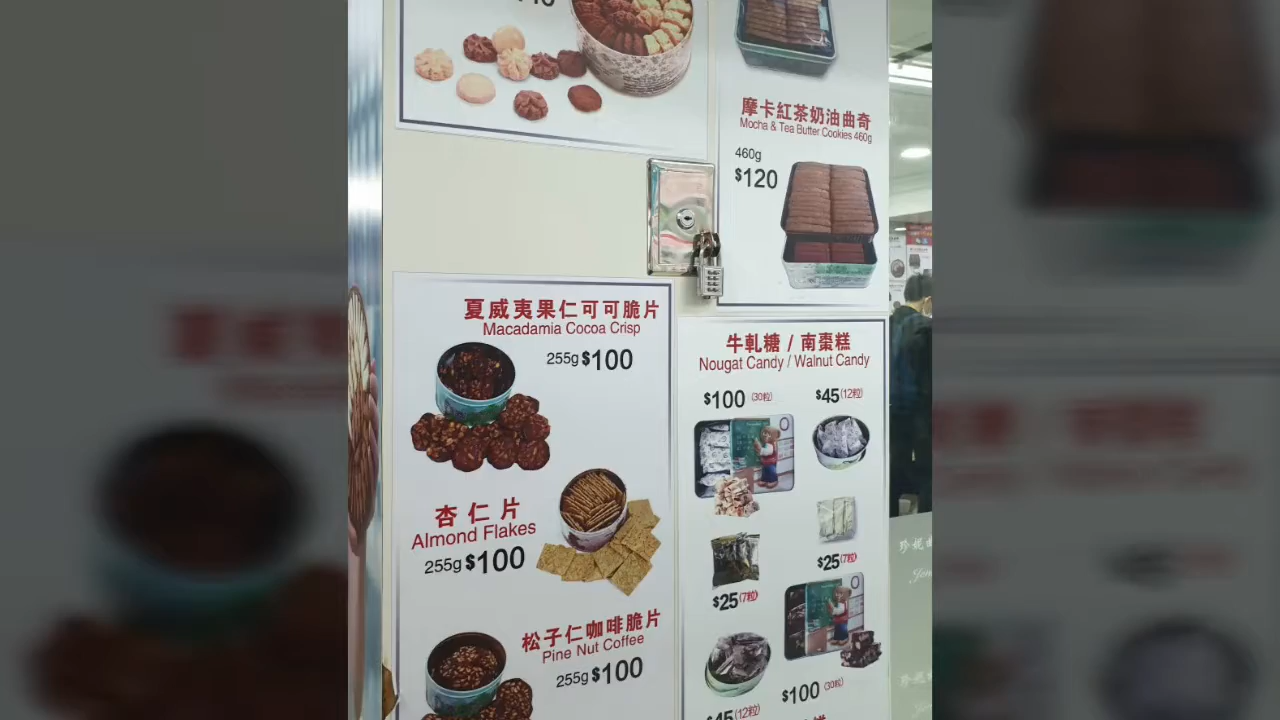 摩卡紅茶奶油曲奇
Mocha & Tea Butter Cookies 460g
460g
$120
夏威夷果仁可可脆片
Macadamia Cocoa Crisp
255g $100
杏仁片
Almond Flakes
255g $100
松子仁咖啡脆片
Pine Nut Coffee
255g $100
牛軋糖 / 南棗糕
Nougat Candy / Walnut Candy
$100 (30粒)
$45 (12粒)
$25 (7粒)
$25 (7粒)
$100 (30粒)
$45 (12粒)